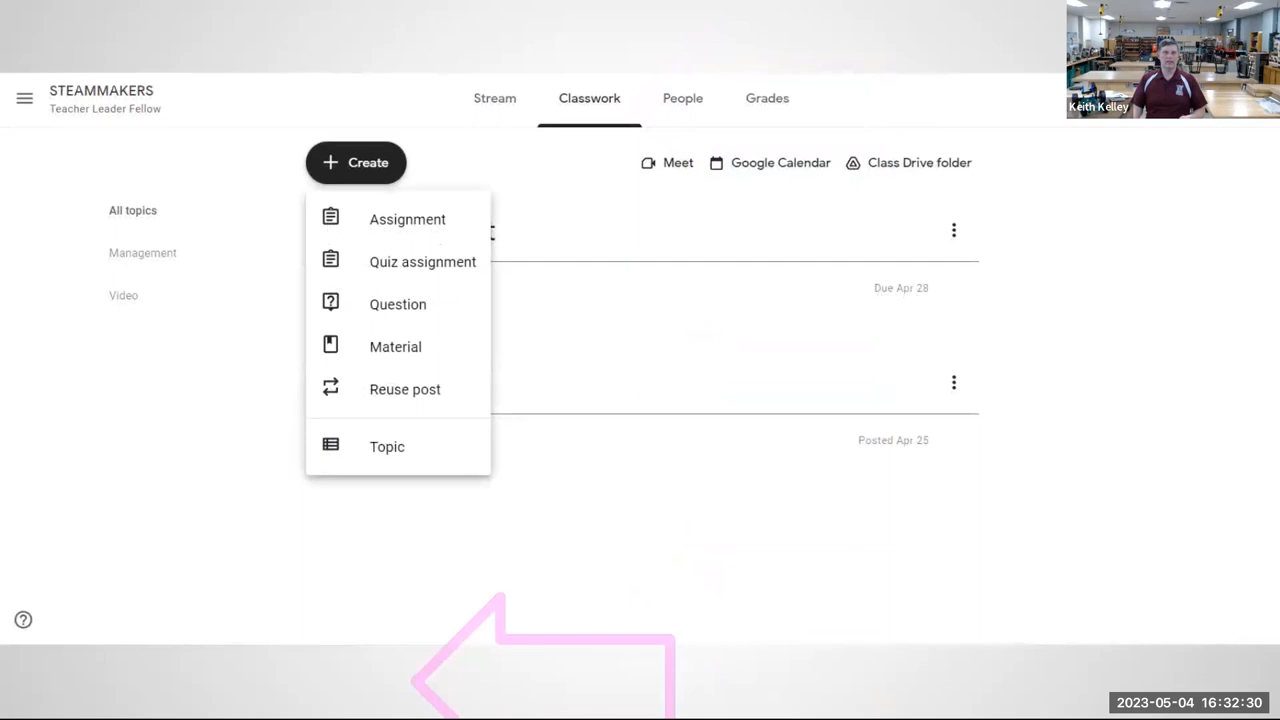 STEAMMAKERS
Teacher Leader Fellow
Stream
Classwork
People
Grades
Keith Kelley
Create
Meet
Google Calendar
Class Drive folder
All topics
Management
Video
Assignment
Quiz assignment
Question
Material
Reuse post
Topic
Due Apr 28
Posted Apr 25
2023-05-04 16:32:30